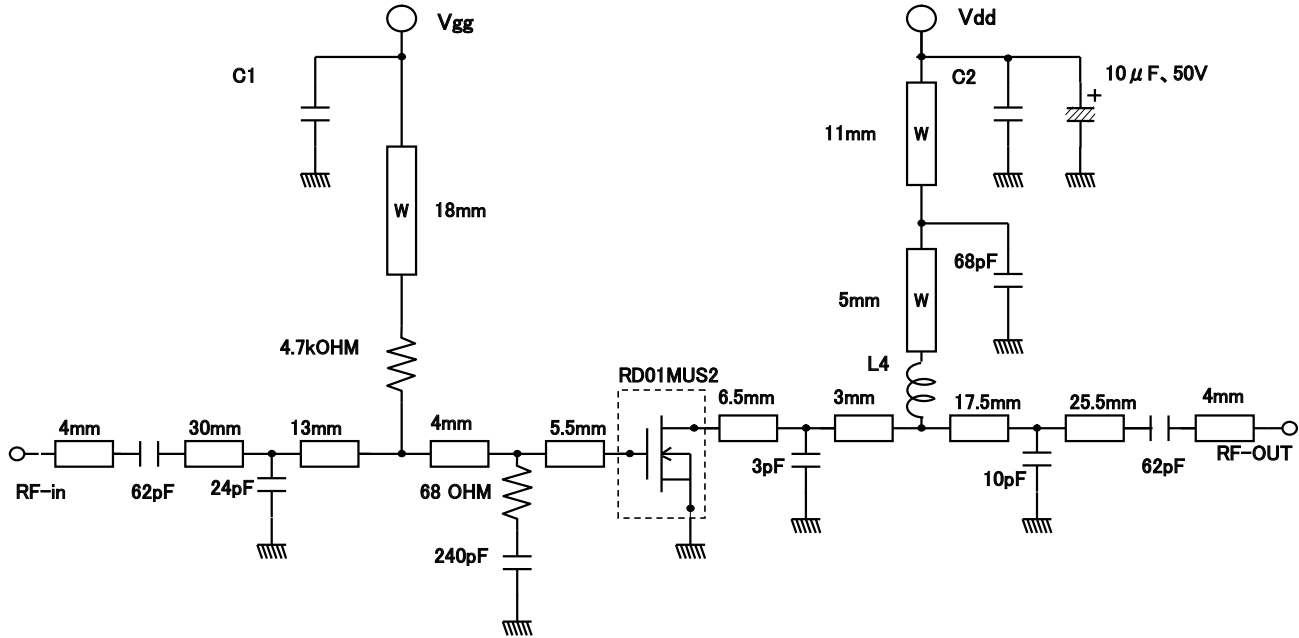 Vgg
Vdd
C1
C2
10μF、50V
11mm
W
W
18mm
68pF
5mm
W
4.7kOHM
L4
RD01MUS2
6.5mm
3mm
17.5mm
25.5mm
4mm
4mm
30mm
13mm
4mm
5.5mm
RF-in
62pF
24pF
68 OHM
3pF
10pF
62pF
RF-OUT
240pF